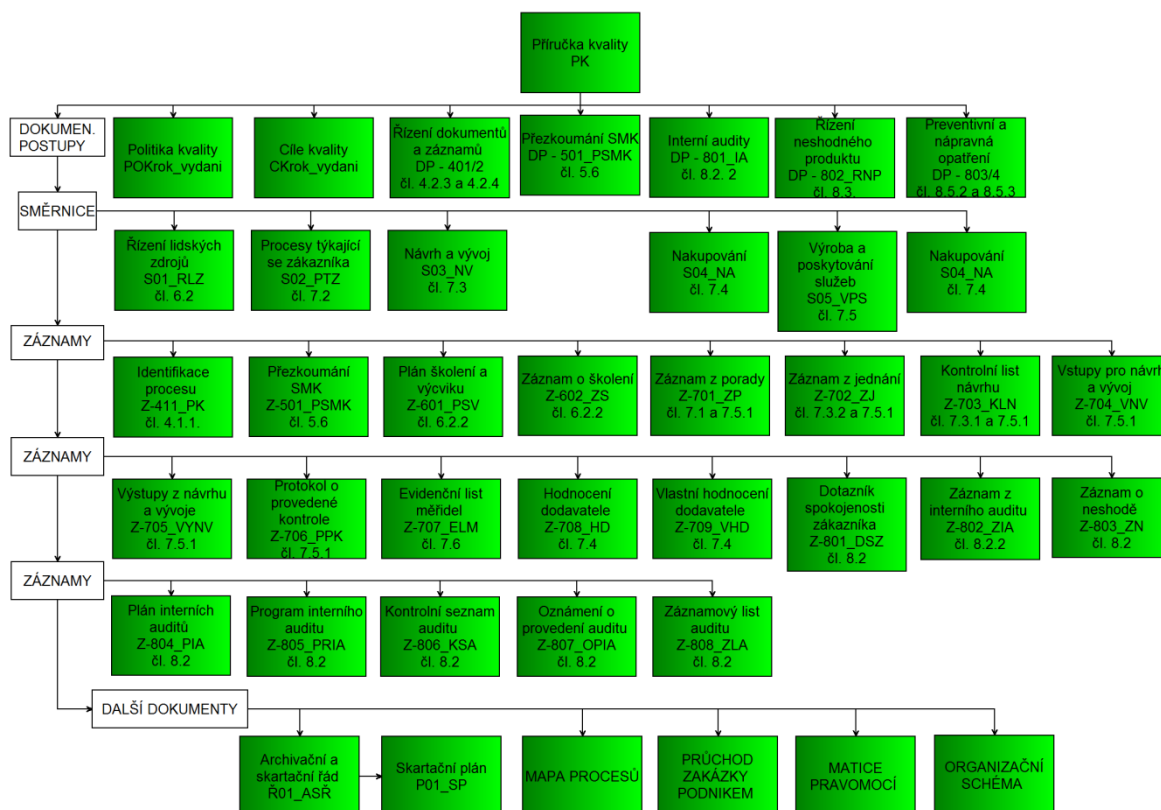 Příručka kvality
PK
DOKUMEN.
POSTUPY
Politika kvality
POKrok_vydani
Cíle kvality
CKrok_vydani
Řízení dokumentů
a záznamů
DP - 401/2
čl. 4.2.3 a 4.2.4
Přezkoumání SMK
DP - 501_PSMK
čl. 5.6
Interní audity
DP - 801_IA
čl. 8.2. 2
Řízení
neshodného
produktu
DP - 802_RNP
čl. 8.3.
Preventivní a
nápravná
opatření
DP - 803/4
čl. 8.5.2 a 8.5.3
SMĚRNICE
Řízení lidských
zdrojů
S01_RLZ
čl. 6.2
Procesy týkající
se zákazníka
S02_PTZ
čl. 7.2
Návrh a vývoj
S03_NV
čl. 7.3
Nakupování
S04_NA
čl. 7.4
Výroba a
poskytování
služeb
S05_VPS
čl. 7.5
Nakupování
S04_NA
čl. 7.4
ZÁZNAMY
Identifikace
procesu
Z-411_PK
čl. 4.1.1.
Přezkoumání
SMK
Z-501_PSMK
čl. 5.6
Plán školení a
výcviku
Z-601_PSV
čl. 6.2.2
Záznam o školení
Z-602_ZS
čl. 6.2.2
Záznam z porady
Z-701_ZP
čl. 7.1 a 7.5.1
Záznam z jednání
Z-702_ZJ
čl. 7.3.2 a 7.5.1
Kontrolní list
návrhu
Z-703_KLN
čl. 7.3.1 a 7.5.1
Vstupy pro návrh
a vývoj
Z-704_VNV
čl. 7.5.1
ZÁZNAMY
Výstupy z návrhu
a vývoje
Z-705_VYNV
čl. 7.5.1
Protokol o
provedené
kontrole
Z-706_PPK
čl. 7.5.1
Evidenční list
měřidel
Z-707_ELM
čl. 7.6
Hodnocení
dodavatele
Z-708_HD
čl. 7.4
Vlastní hodnocení
dodavatele
Z-709_VHD
čl. 7.4
Dotazník
spokojenosti
zákazníka
Z-801_DSZ
čl. 8.2
Záznam z
interního auditu
Z-802_ZIA
čl. 8.2.2
Záznam o
neshodě
Z-803_ZN
čl. 8.2
ZÁZNAMY
Plán interních
auditů
Z-804_PIA
čl. 8.2
Program interního
auditu
Z-805_PRIA
čl. 8.2
Kontrolní seznam
auditu
Z-806_KSA
čl. 8.2
Oznámení o
provedení auditu
Z-807_OPIA
čl. 8.2
Záznamový list
auditu
Z-808_ZLA
čl. 8.2
DALŠÍ DOKUMENTY
Archivační a
skartační řád
Ř01_ASŘ
Skartační plán
P01_SP
MAPA PROCESŮ
PRŮCHOD
ZAKÁZKY
PODNIKEM
MATICE
PRAVOMOCÍ
ORGANIZAČNÍ
SCHÉMA